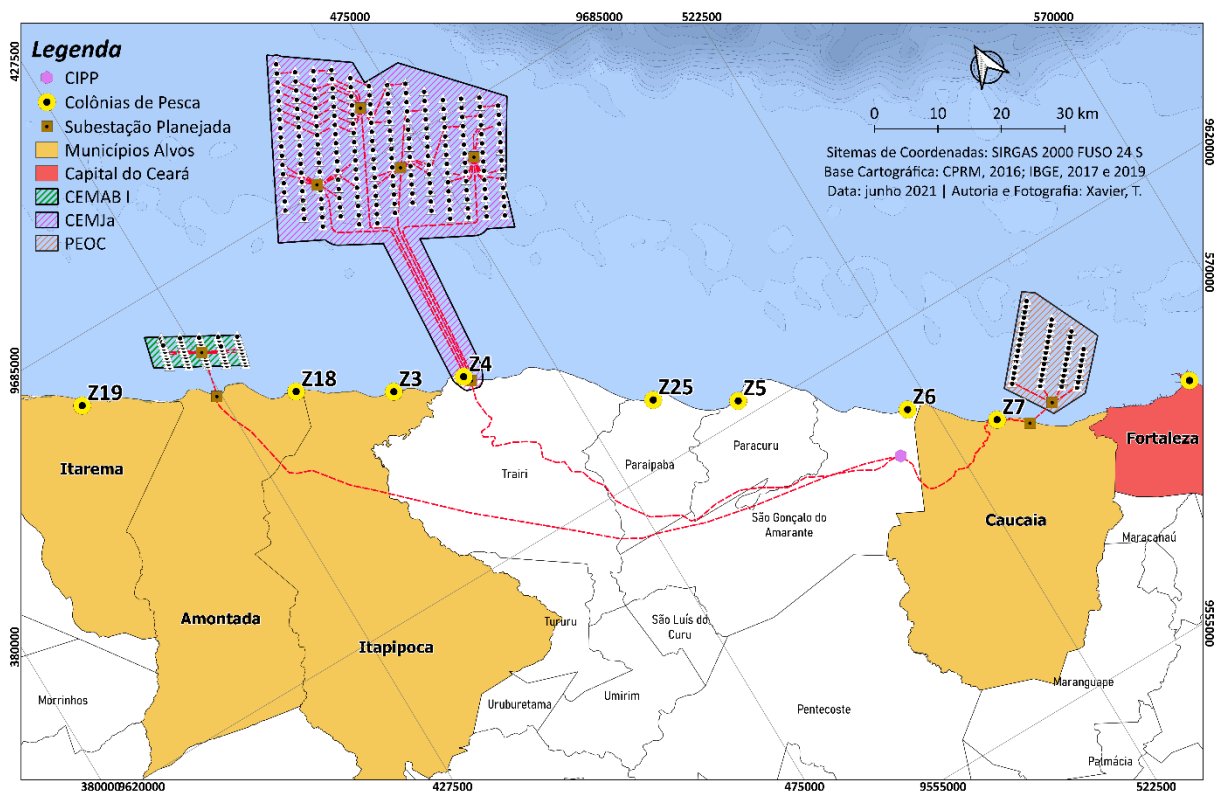 475000
9685000
522500
570000
427500
Legenda
CIPP
Colônias de Pesca
Subestação Planejada
Municípios Alvos
Capital do Ceará
CEMAB I
CEMJa
PEOC
0 10 20 30 km
Sitemas de Coordenadas: SIRGAS 2000 FUSO 24 S
Base Cartográfica: CPRM, 2016; IBGE, 2017 e 2019
Data: junho 2021 | Autoria e Fotografia: Xavier, T.
9620000
570000
9685000
Z19
Z18
Z3
Z4
Z25
Z5
Z6
Z7
Itarema
Trairi
Paraipaba
Paracuru
Fortaleza
São Gonçalo do
Amarante
Caucaia
Maracanaú
Amontada
Itapipoca
Tururu
São Luís do
Curu
9555000
380000
Morrinhos
Uruburetama
Umirim
Pentecoste
Maranguape
Palmácia
380000
9620000
427500
475000
9555000
522500